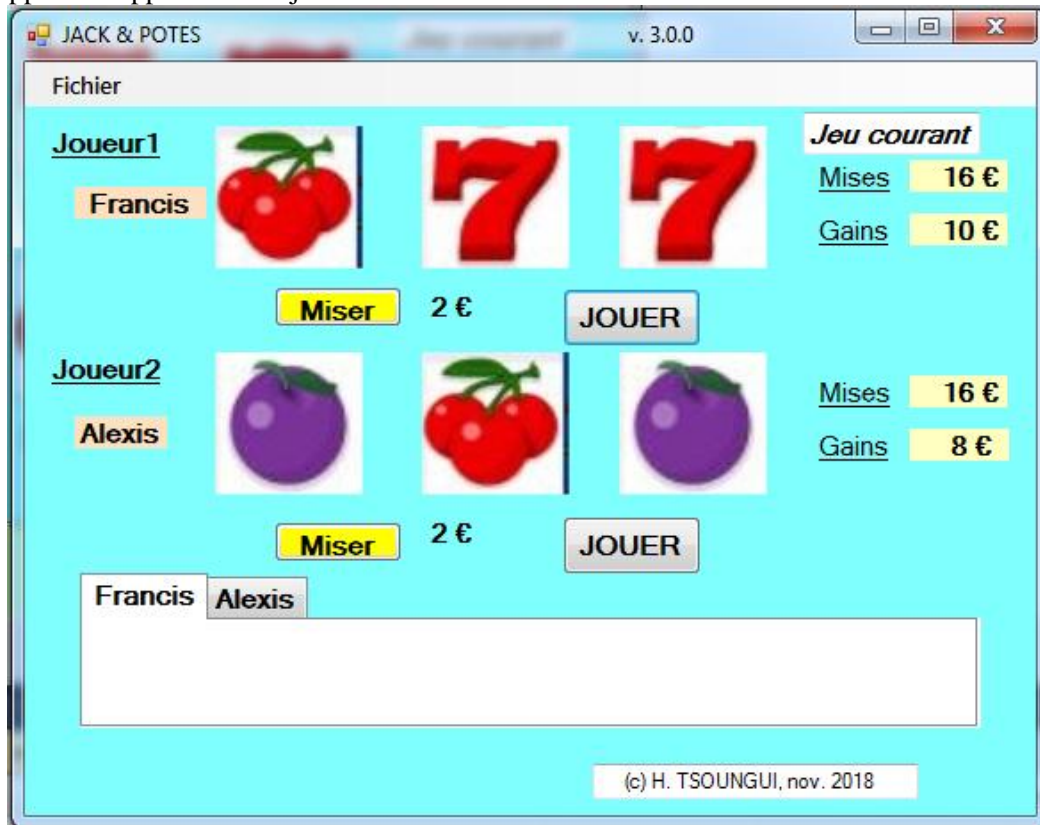 JACK & POTES v. 3.0.0
Fichier
Joueur1
Jeu courant
Francis
Mises 16 €
Gains 10 €
Miser 2 € JOUER
Joueur2
Alexis
Mises 16 €
Gains 8 €
Miser 2 € JOUER
Francis Alexis
(c) H. TSOUNGUI, nov. 2018